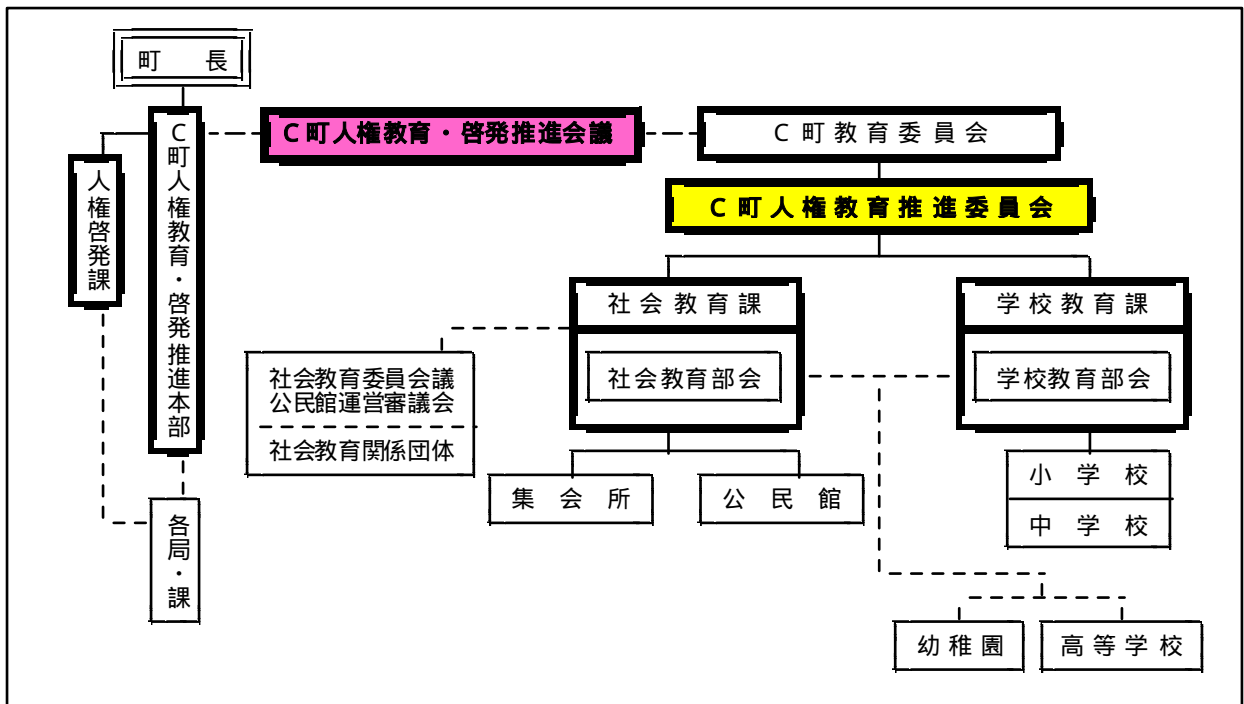 町　長
C町人権教育・啓発推進会議
C町教育委員会
C町人権教育・啓発推進本部
人権啓発課
C町人権教育推進委員会
社会教育課
学校教育課
社会教育委員会議
公民館運営審議会
社会教育関係団体
社会教育部会
学校教育部会
集会所
公民館
小学校
中学校
各局・課
幼稚園
高等学校